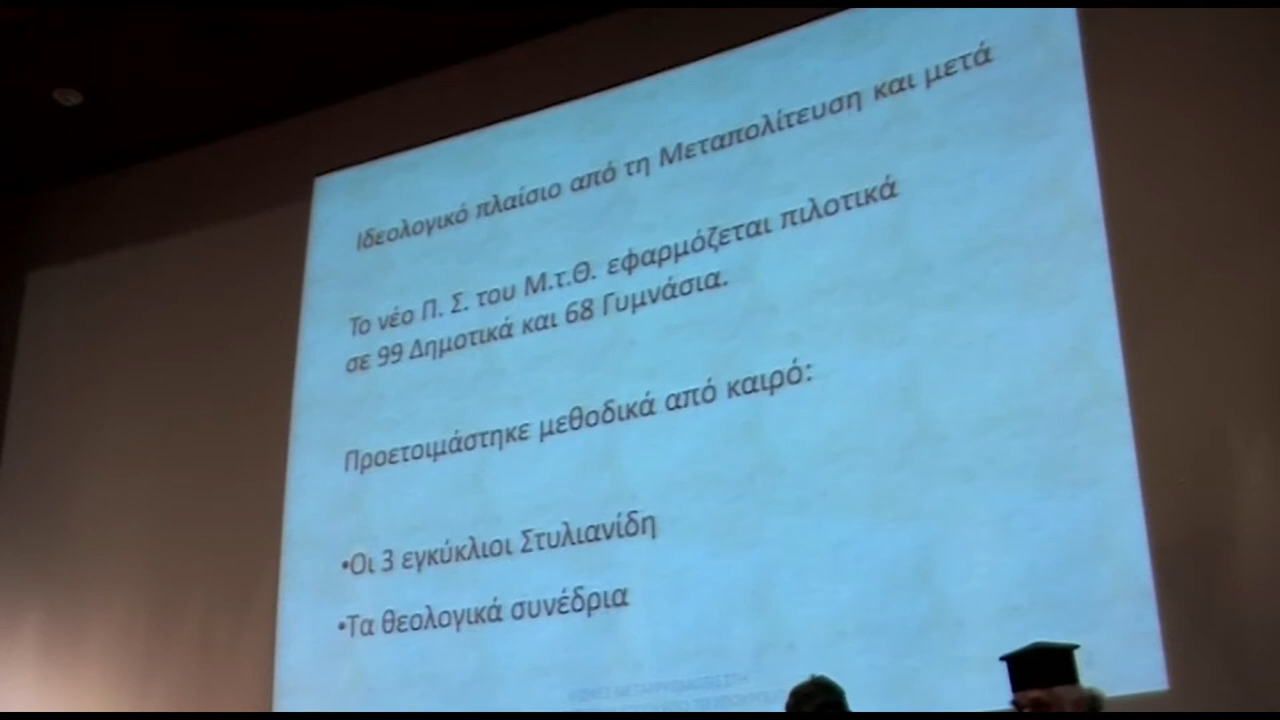 Ιδεολογικό πλαίσιο από τη Μεταπολίτευση και μετά
Το νέο Π. Σ. του Μ.τ.Θ. εφαρμόζεται πιλοτικά
σε 99 Δημοτικά και 68 Γυμνάσια.
Προετοιμάστηκε μεθοδικά από καιρό:
•Οι 3 εγκύκλιοι Στυλιανίδη
•Τα θεολογικά συνέδρια